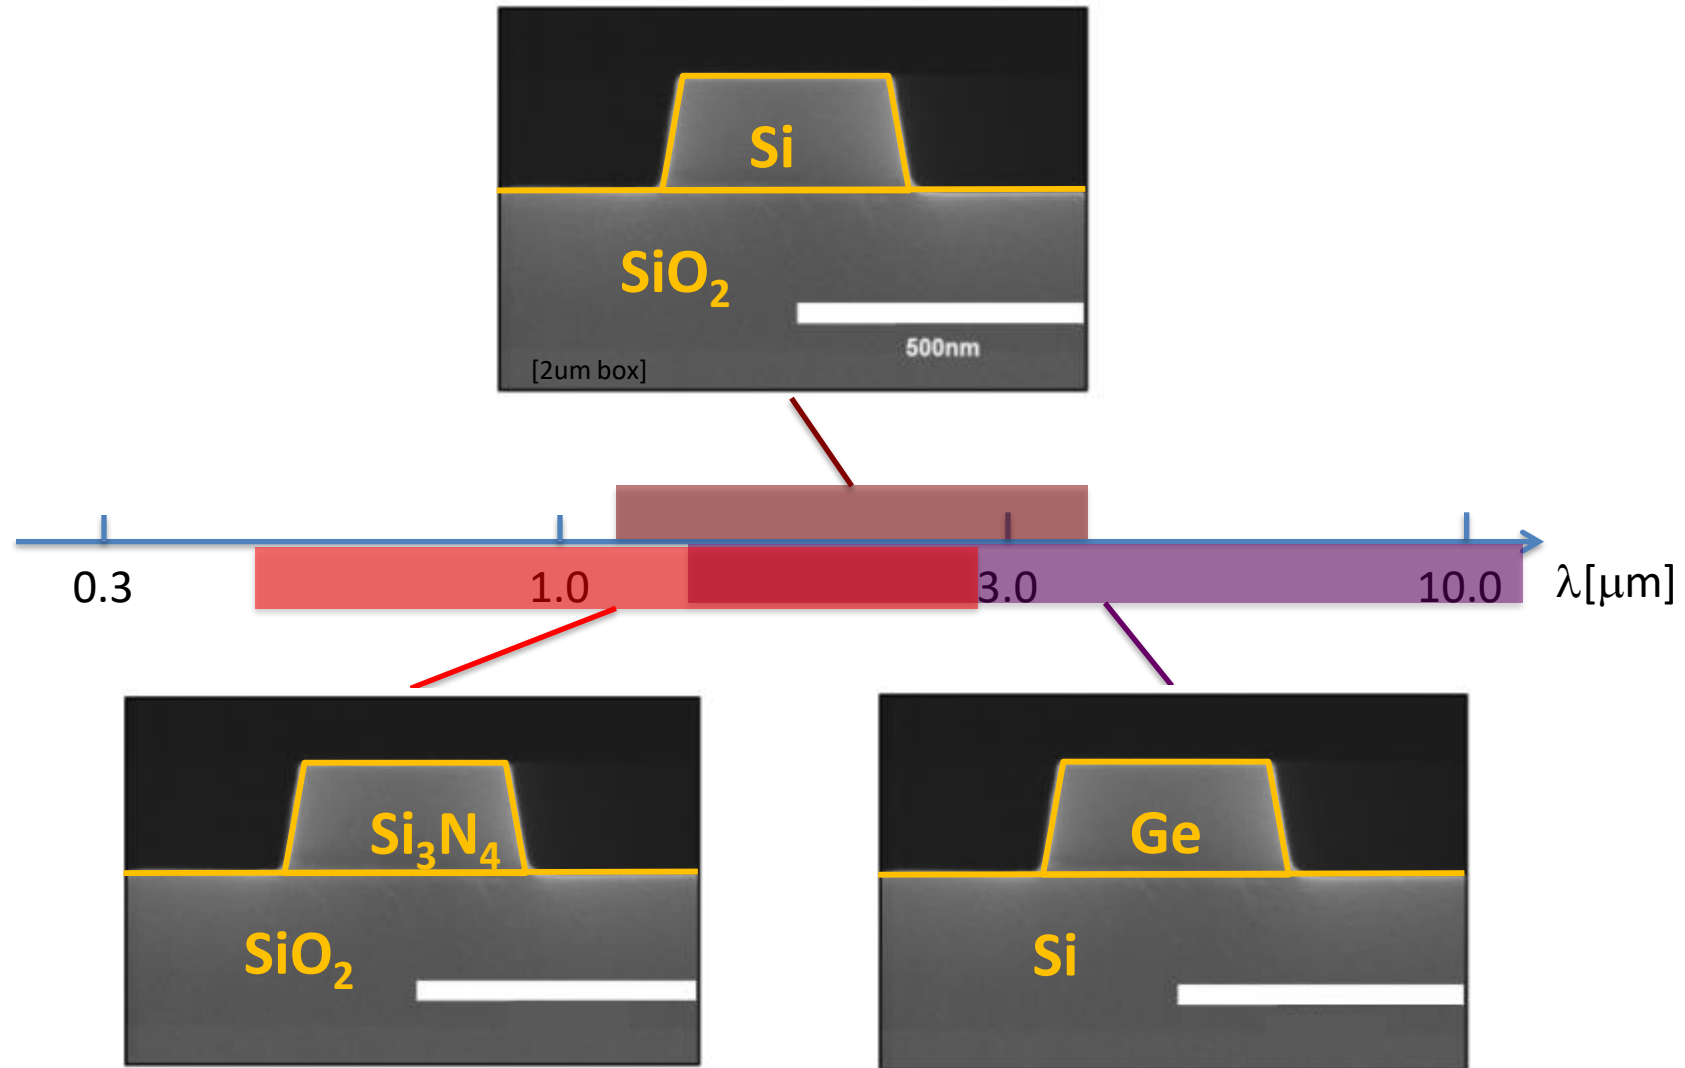 Si
SiO₂
500nm
[2um box]
0.3 1.0 3.0 10.0 λ[μm]
Si₃N₄
SiO₂
Ge
Si